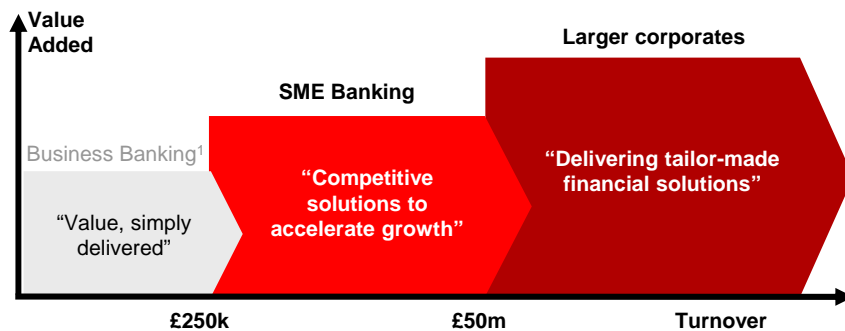 Value
Added
Larger corporates
SME Banking
Business Banking¹
“Value, simply
delivered”
“Competitive
solutions to
accelerate growth”
“Delivering tailor-made
financial solutions”
£250k
£50m
Turnover